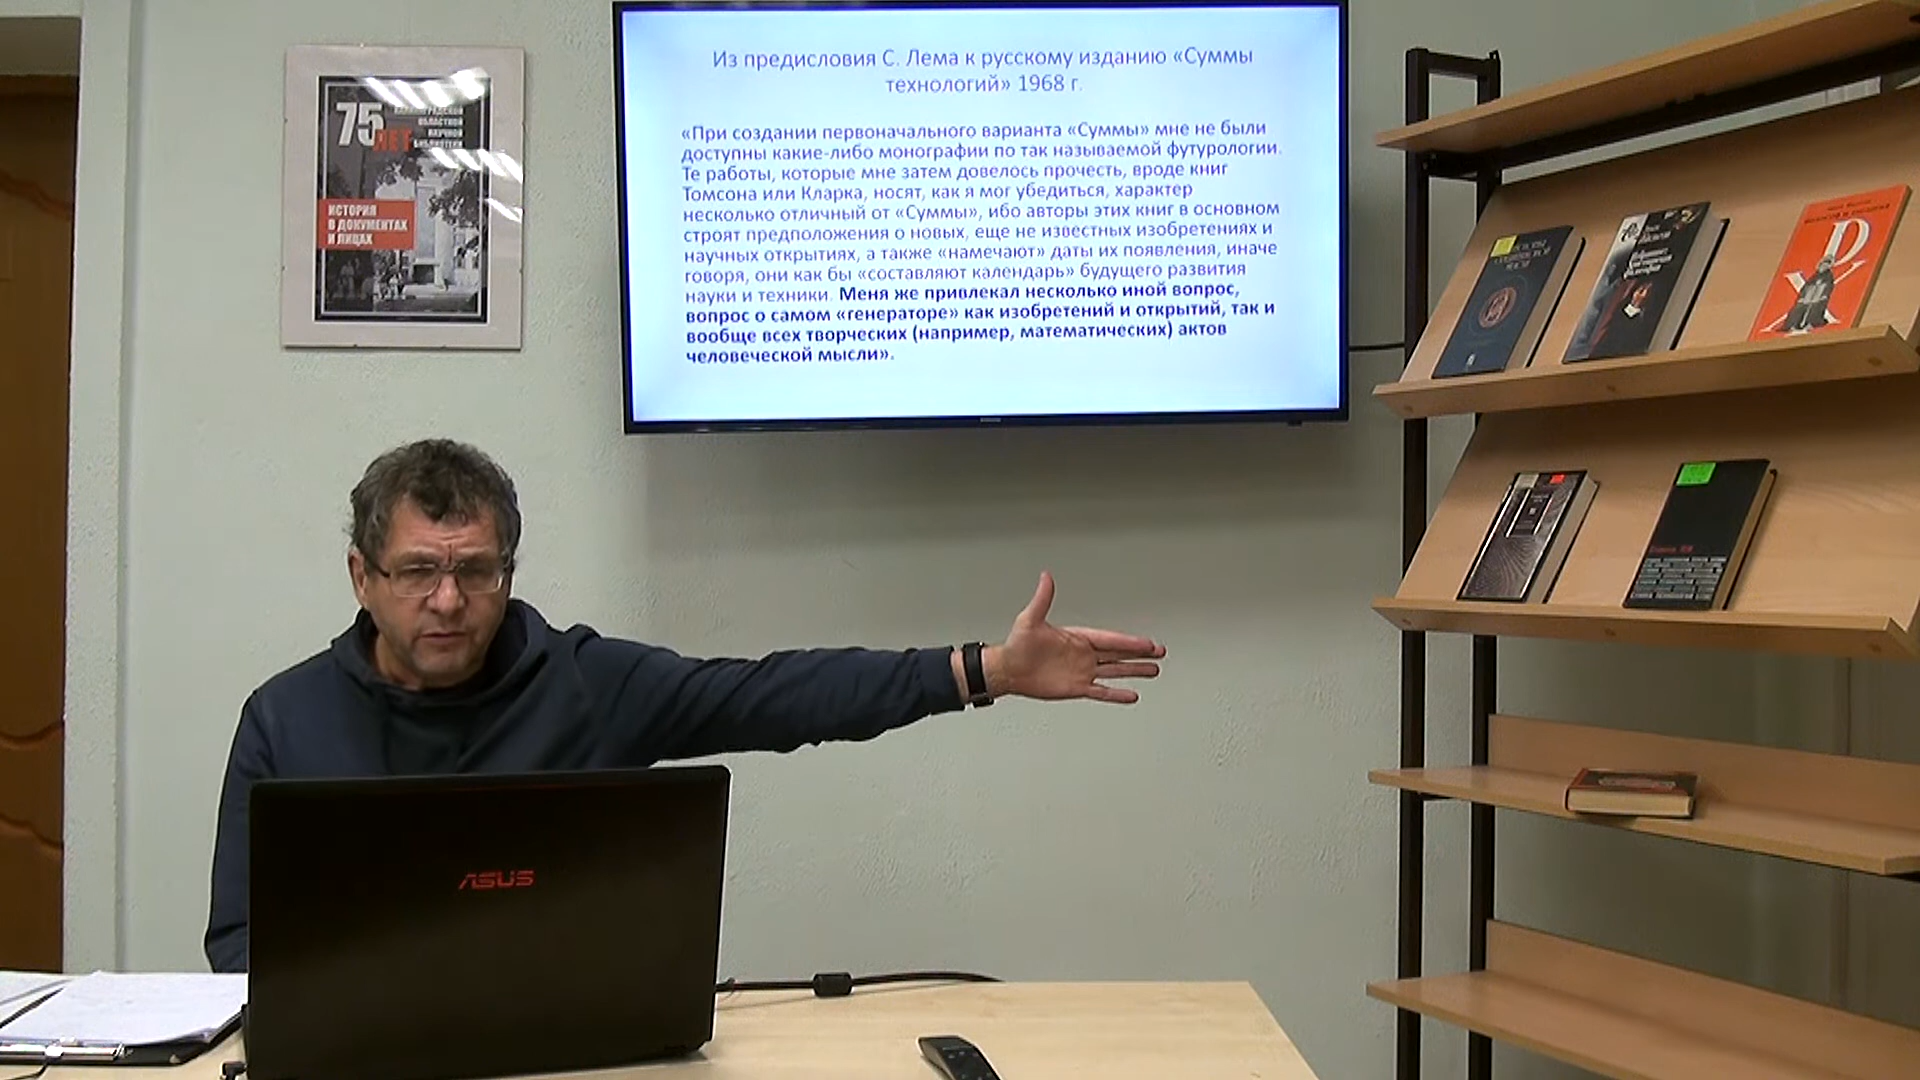 Из предисловия С. Лема к русскому изданию «Суммы
технологий» 1968 г.
«При создании первоначального варианта «Суммы» мне не были
доступны какие-либо монографии по так называемой футурологии.
Те работы, которые мне затем довелось прочесть, вроде книг
Томсона или Кларка, носят, как я мог убедиться, характер
несколько отличный от «Суммы», ибо авторы этих книг в основном
строят предположения о новых, еще не известных изобретениях и
научных открытиях, а также «намечают» даты их появления, иначе
говоря, они как бы «составляют календарь» будущего развития
науки и техники. Меня же привлекал несколько иной вопрос,
вопрос о самом «генераторе» как изобретений и открытий, так и
вообще всех творческих (например, математических) актов
человеческой мысли».
75
ЛЕТ
ОБЛАСТНОЙ
НАУЧНОЙ
ИСТОРИЯ
В ДОКУМЕНТАХ
И ЛИЦАХ
ASUS